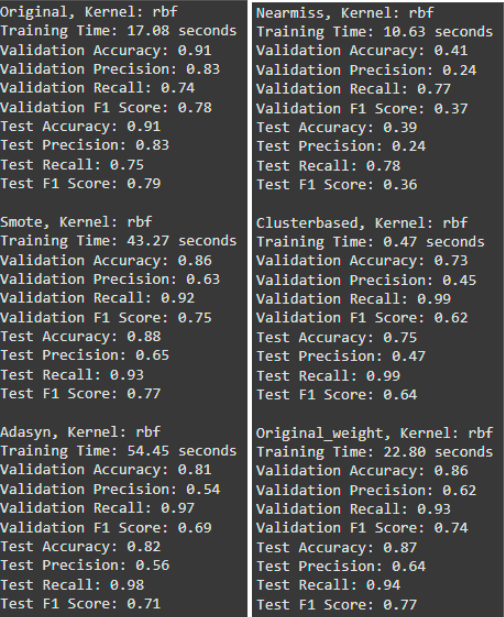 Original, Kernel: rbf
Training Time: 17.08 seconds
Validation Accuracy: 0.91
Validation Precision: 0.83
Validation Recall: 0.74
Validation F1 Score: 0.78
Test Accuracy: 0.91
Test Precision: 0.83
Test Recall: 0.75
Test F1 Score: 0.79
Smote, Kernel: rbf
Training Time: 43.27 seconds
Validation Accuracy: 0.86
Validation Precision: 0.63
Validation Recall: 0.92
Validation F1 Score: 0.75
Test Accuracy: 0.88
Test Precision: 0.65
Test Recall: 0.93
Test F1 Score: 0.77
Adasyn, Kernel: rbf
Training Time: 54.45 seconds
Validation Accuracy: 0.81
Validation Precision: 0.54
Validation Recall: 0.97
Validation F1 Score: 0.69
Test Accuracy: 0.82
Test Precision: 0.56
Test Recall: 0.98
Test F1 Score: 0.71
Nearmiss, Kernel: rbf
Training Time: 10.63 seconds
Validation Accuracy: 0.41
Validation Precision: 0.24
Validation Recall: 0.77
Validation F1 Score: 0.37
Test Accuracy: 0.39
Test Precision: 0.24
Test Recall: 0.78
Test F1 Score: 0.36
Clusterbased, Kernel: rbf
Training Time: 0.47 seconds
Validation Accuracy: 0.73
Validation Precision: 0.45
Validation Recall: 0.99
Validation F1 Score: 0.62
Test Accuracy: 0.75
Test Precision: 0.47
Test Recall: 0.99
Test F1 Score: 0.64
Original_weight, Kernel: rbf
Training Time: 22.80 seconds
Validation Accuracy: 0.86
Validation Precision: 0.62
Validation Recall: 0.93
Validation F1 Score: 0.74
Test Accuracy: 0.87
Test Precision: 0.64
Test Recall: 0.94
Test F1 Score: 0.77